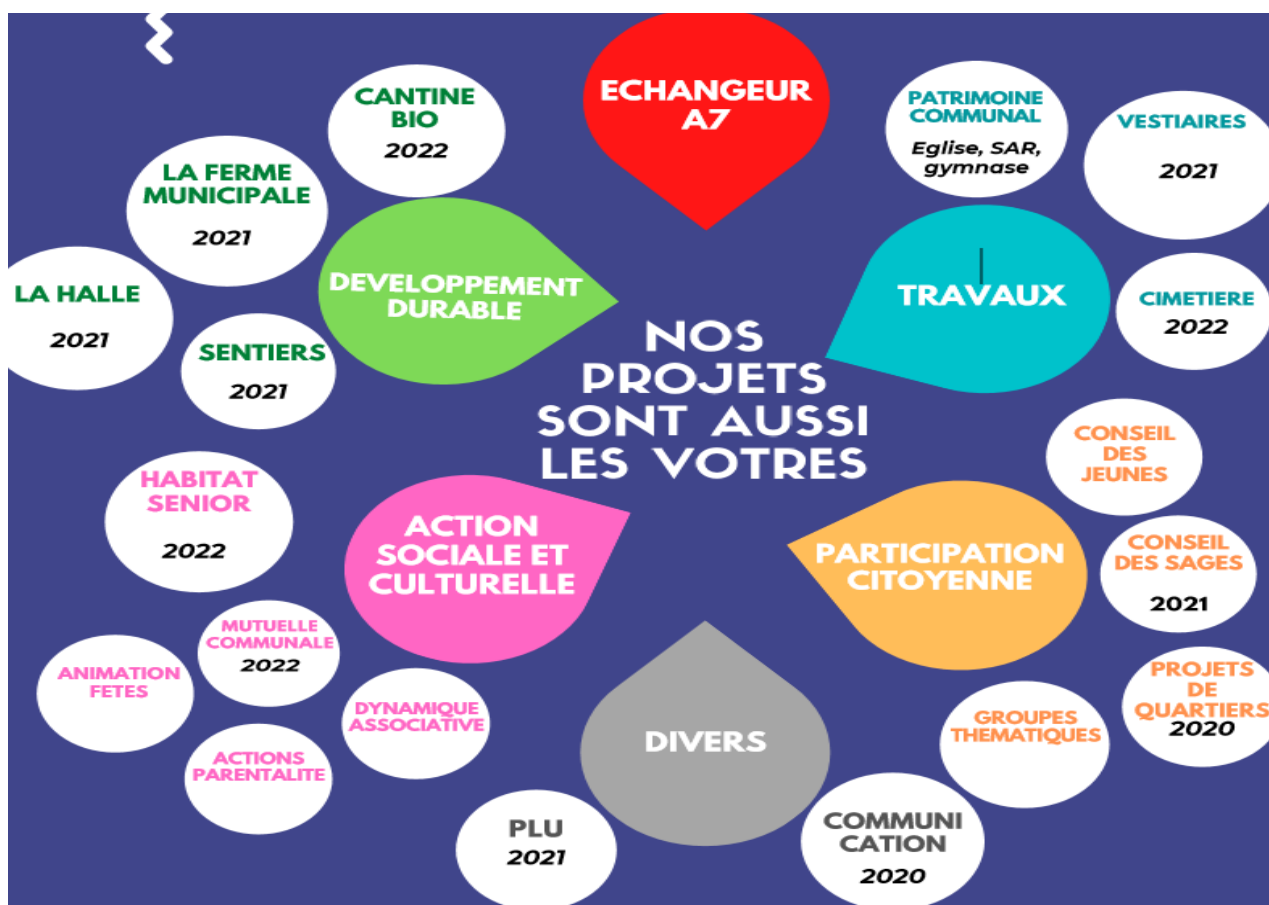 ECHANGEUR
A7
CANTINE
BIO
2022
LA FERME
MUNICIPALE
2021
LA HALLE
2021
SENTIERS
2021
DEVELOPPEMENT
DURABLE
PATRIMOINE
COMMUNAL
Eglise, SAR,
gymnase
VESTIAIRES
2021
CIMETIERE
2022
TRAVAUX
NOS
PROJETS
SONT AUSSI
LES VOTRES
HABITAT
SENIOR
2022
ACTION
SOCIALE ET
CULTURELLE
MUTUELLE
COMMUNALE
2022
ANIMATION
FETES
DYNAMIQUE
ASSOCIATIVE
ACTIONS
PARENTALITE
PARTICIPATION
CITOYENNE
CONSEIL
DES
JEUNES
CONSEIL
DES SAGES
2021
PROJETS
DE
QUARTIERS
2020
GROUPES
THEMATIQUES
DIVERS
PLU
2021
COMMUNI
CATION
2020